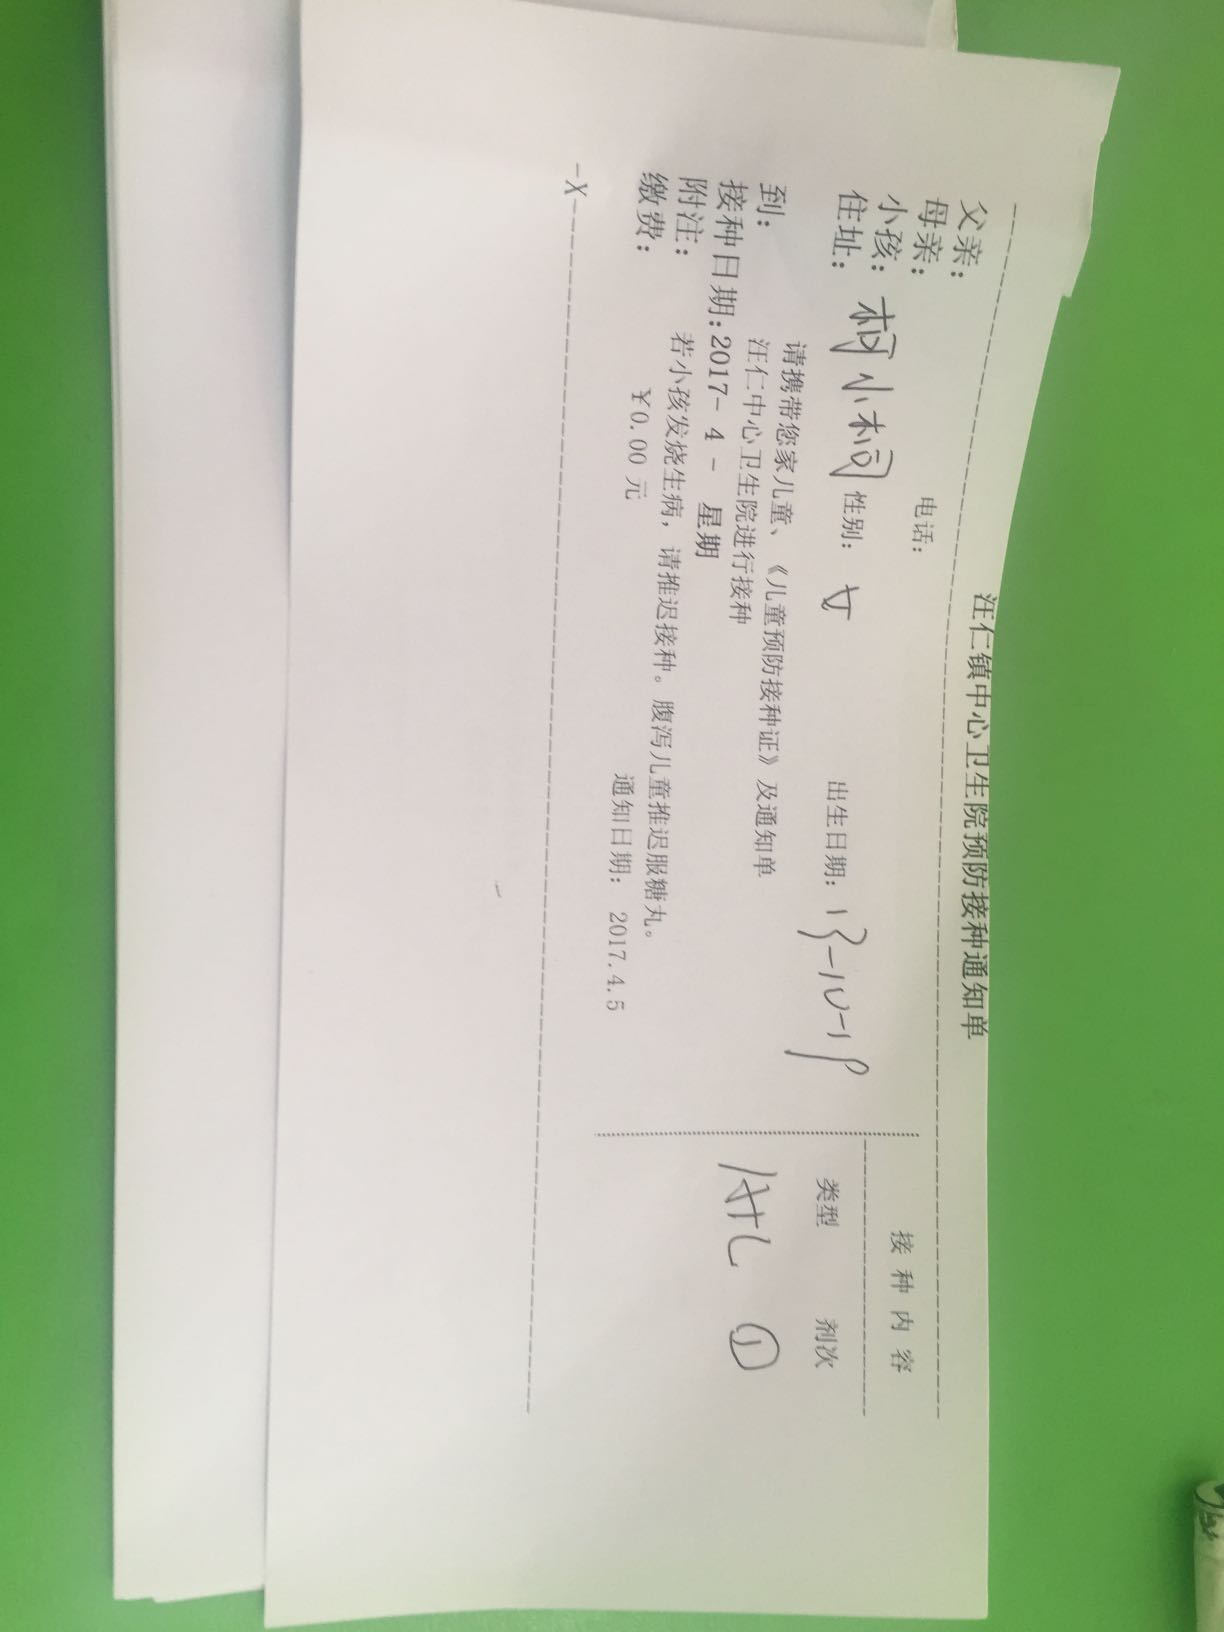 汪仁镇中心卫生院预防接种通知单
父亲:
母亲: 电话:
小孩: 柯小柯 性别: 女 出生日期:
住址:
请携带您家儿童、《儿童预防接种证》及通知单
到: 汪仁中心卫生院进行接种
接种日期:2017- 4 - 星期
附注: 若小孩发烧生病, 请推迟接种。腹泻儿童推迟服糖丸。
缴费: ￥0.00 元 通知日期: 2017.4.5
接 种 内 容
类型 剂次
①
-X-